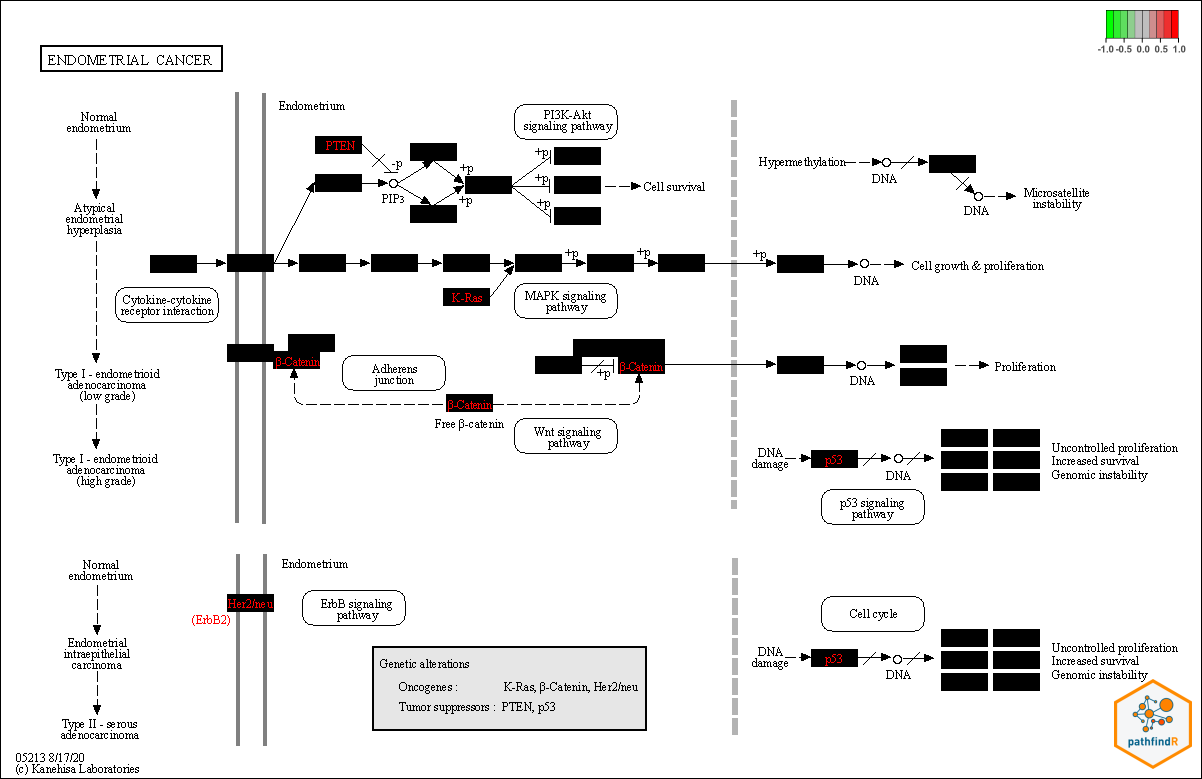 -1.0 -0.5 0.0 0.5 1.0
ENDOMETRIAL CANCER
Normal
endometrium
Atypical
endometrial
hyperplasia
Type I - endometrioid
adenocarcinoma
(low grade)
Type I - endometrioid
adenocarcinoma
(high grade)
Endometrium
PI3K-Akt
signaling pathway
PTEN
-p
+p
+p
PIP3
+p
+p
+p
Cell survival
Hypermethylation
DNA
DNA
Microsatellite
instability
Cytokine-cytokine
receptor interaction
K-Ras
+p
+p
+p
MAPK signaling
pathway
DNA
Cell growth & proliferation
β-Catenin
Adherens
junction
β-Catenin
Free β-catenin
+p
β-Catenin
Wnt signaling
pathway
DNA
Proliferation
DNA
damage
p53
DNA
Uncontrolled proliferation
Increased survival
Genomic instability
p53 signaling
pathway
Normal
endometrium
Endometrial
intraepithelial
carcinoma
Type II - serous
adenocarcinoma
Endometrium
Her2/neu
(ErbB2)
ErbB signaling
pathway
Cell cycle
DNA
damage
p53
DNA
Uncontrolled proliferation
Increased survival
Genomic instability
Genetic alterations
Oncogenes : K-Ras, β-Catenin, Her2/neu
Tumor suppressors : PTEN, p53
05213 8/17/20
(c) Kanehisa Laboratories
pathfindR